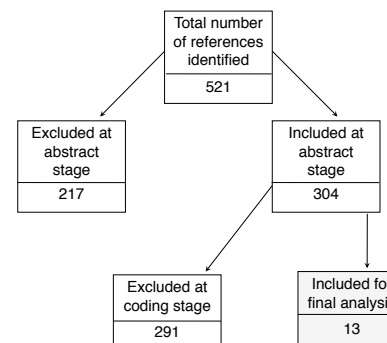 Total number
of references
identified
521
Excluded at
abstract
stage
217
Included at
abstract
stage
304
Excluded at
coding stage
291
Included fo
final analysi
13